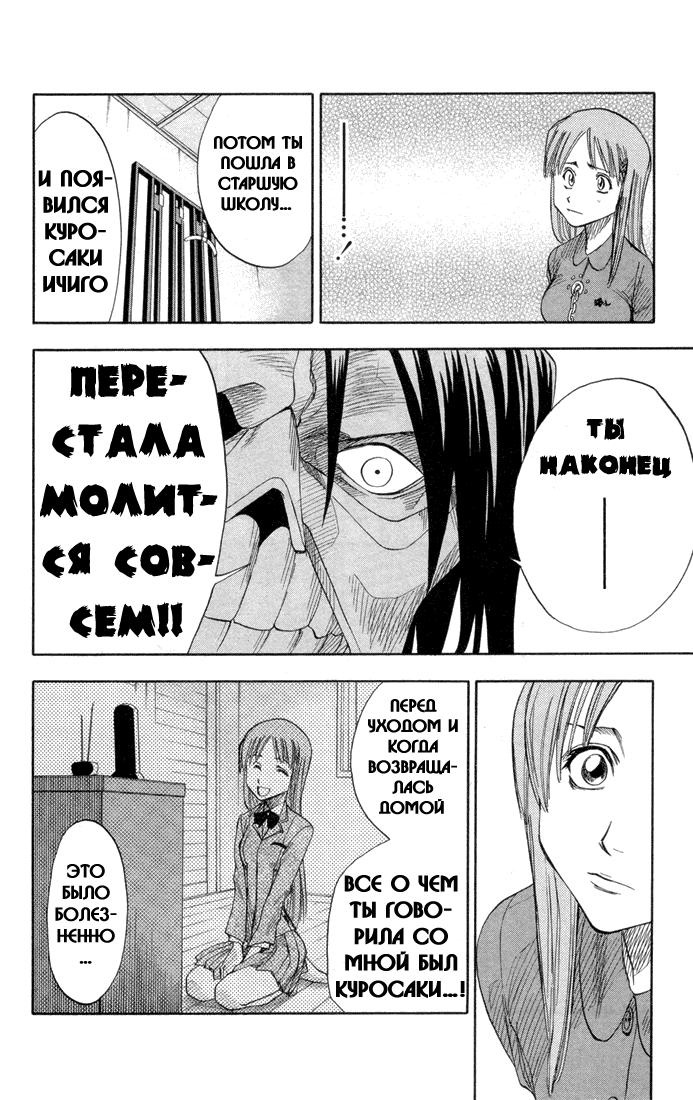 —...!
ПОТОМ ТЫ
ПОШЛА В
СТАРШУЮ
ШКОЛУ...
И ПОЯ-
ВИЛСЯ
КУРО-
САКИ
ИЧИГО
ТЫ
НАКОНЕЦ
—
ПЕРЕ-
СТАЛА
МОЛИТ-
СЯ СОВ-
СЕМ!!
ПЕРЕД
УХОДОМ И
КОГДА
ВОЗВРАЩА-
ЛАСЬ
ДОМОЙ
ВСЕ О ЧЕМ
ТЫ ГОВО-
РИЛА СО
МНОЙ БЫЛ
КУРОСАКИ...!
ЭТО
БЫЛО
БОЛЕЗ-
НЕННО
...